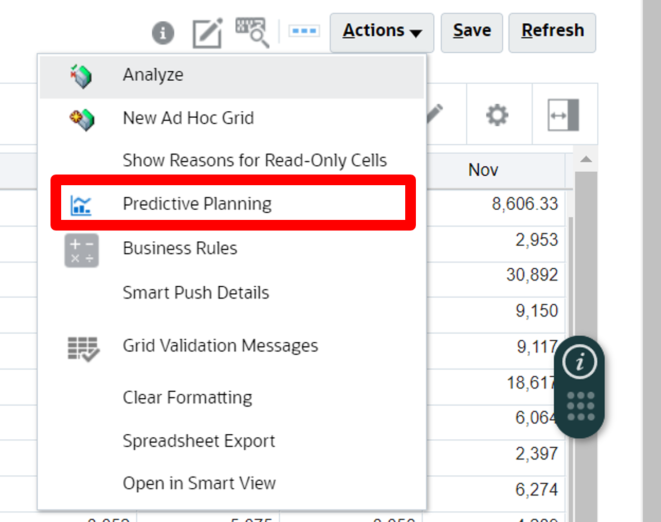 Actions
Save
Refresh
Analyze
New Ad Hoc Grid
Show Reasons for Read-Only Cells
Nov
Predictive Planning
8,606.33
Business Rules
2,953
30,892
Smart Push Details
9,150
Grid Validation Messages
9,117
18,617
Clear Formatting
6,064
Spreadsheet Export
2,397
Open in Smart View
6,274